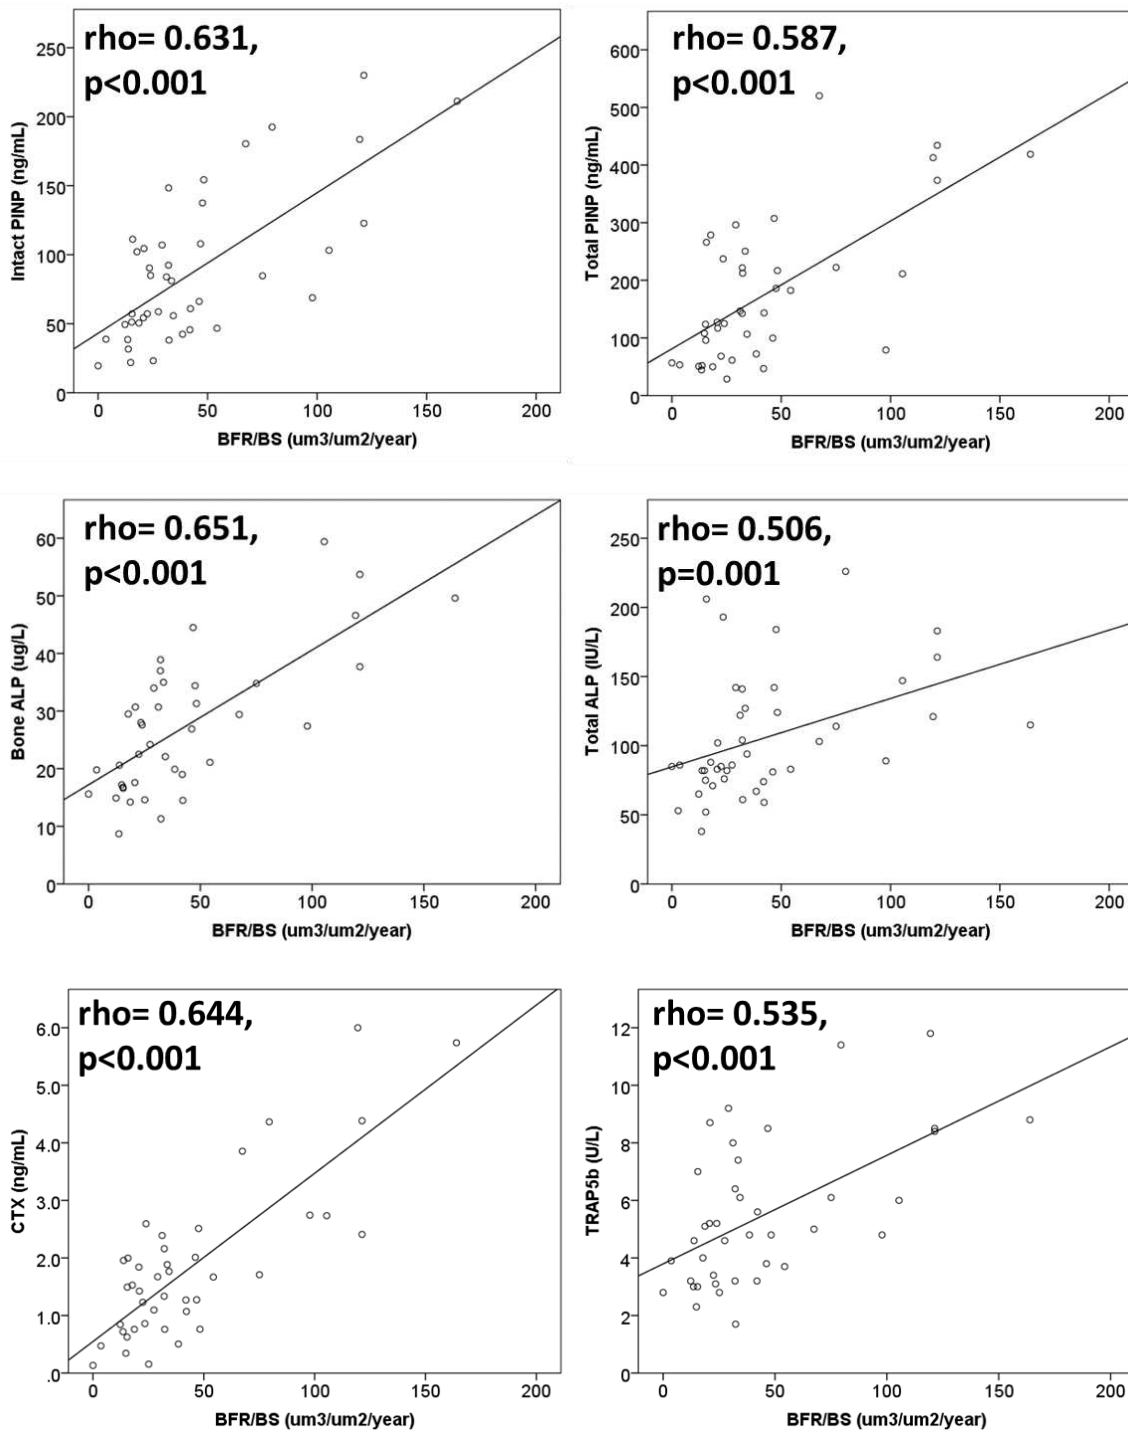 rho= 0.631,
p<0.001
Intact PINP (ng/mL)
250
200
150
100
50
0
0 50 100 150 200
BFR/BS (um3/um2/year)
rho= 0.587,
p<0.001
Total PINP (ng/mL)
600
500
400
300
200
100
0
0 50 100 150 200
BFR/BS (um3/um2/year)
rho= 0.651,
p<0.001
Bone ALP (ug/L)
60
50
40
30
20
10
0
0 50 100 150 200
BFR/BS (um3/um2/year)
rho= 0.506,
p=0.001
Total ALP (IU/L)
250
200
150
100
50
0
0 50 100 150 200
BFR/BS (um3/um2/year)
rho= 0.644,
p<0.001
CTX (ng/mL)
6.0
5.0
4.0
3.0
2.0
1.0
.0
0 50 100 150 200
BFR/BS (um3/um2/year)
rho= 0.535,
p<0.001
TRAP5b (U/L)
12
10
8
6
4
2
0
0 50 100 150 200
BFR/BS (um3/um2/year)